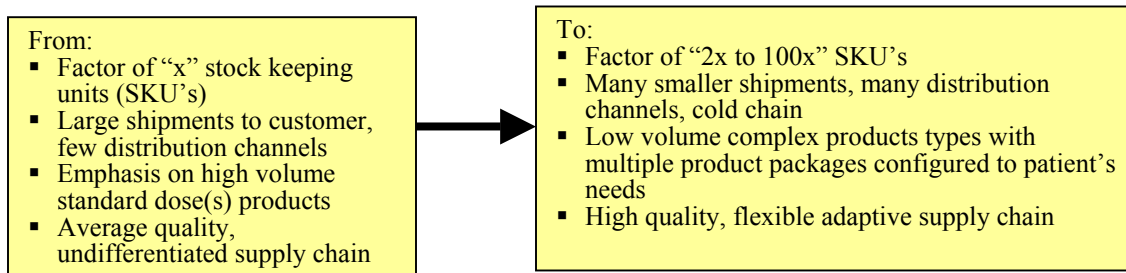 From:
▪ Factor of “x” stock keeping
units (SKU’s)
▪ Large shipments to customer,
few distribution channels
▪ Emphasis on high volume
standard dose(s) products
▪ Average quality,
undifferentiated supply chain
To:
▪ Factor of “2x to 100x” SKU’s
▪ Many smaller shipments, many distribution
channels, cold chain
▪ Low volume complex products types with
multiple product packages configured to patient’s
needs
▪ High quality, flexible adaptive supply chain